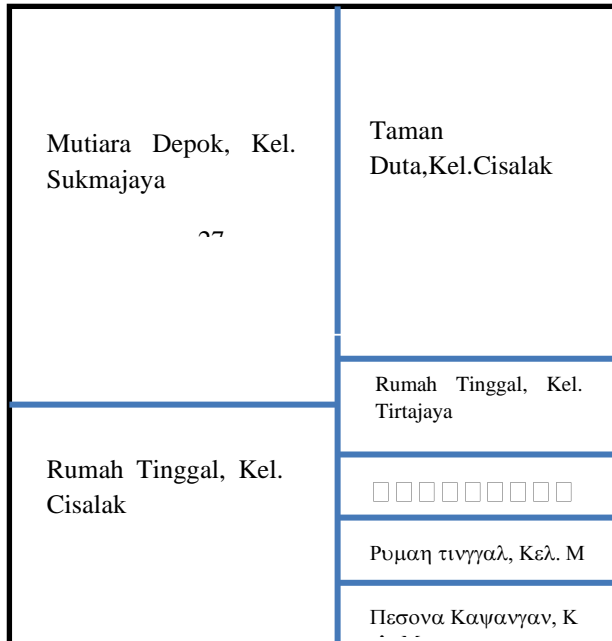 Mutiara Depok, Kel.
Sukmajaya
Taman
Duta,Kel.Cisalak
Rumah Tinggal, Kel.
Tirtajaya
Rumah Tinggal, Kel.
Cisalak
Ρυμαη τινγγαλ, Κελ. Μ
Πεσονα Καψανγαν, Κ